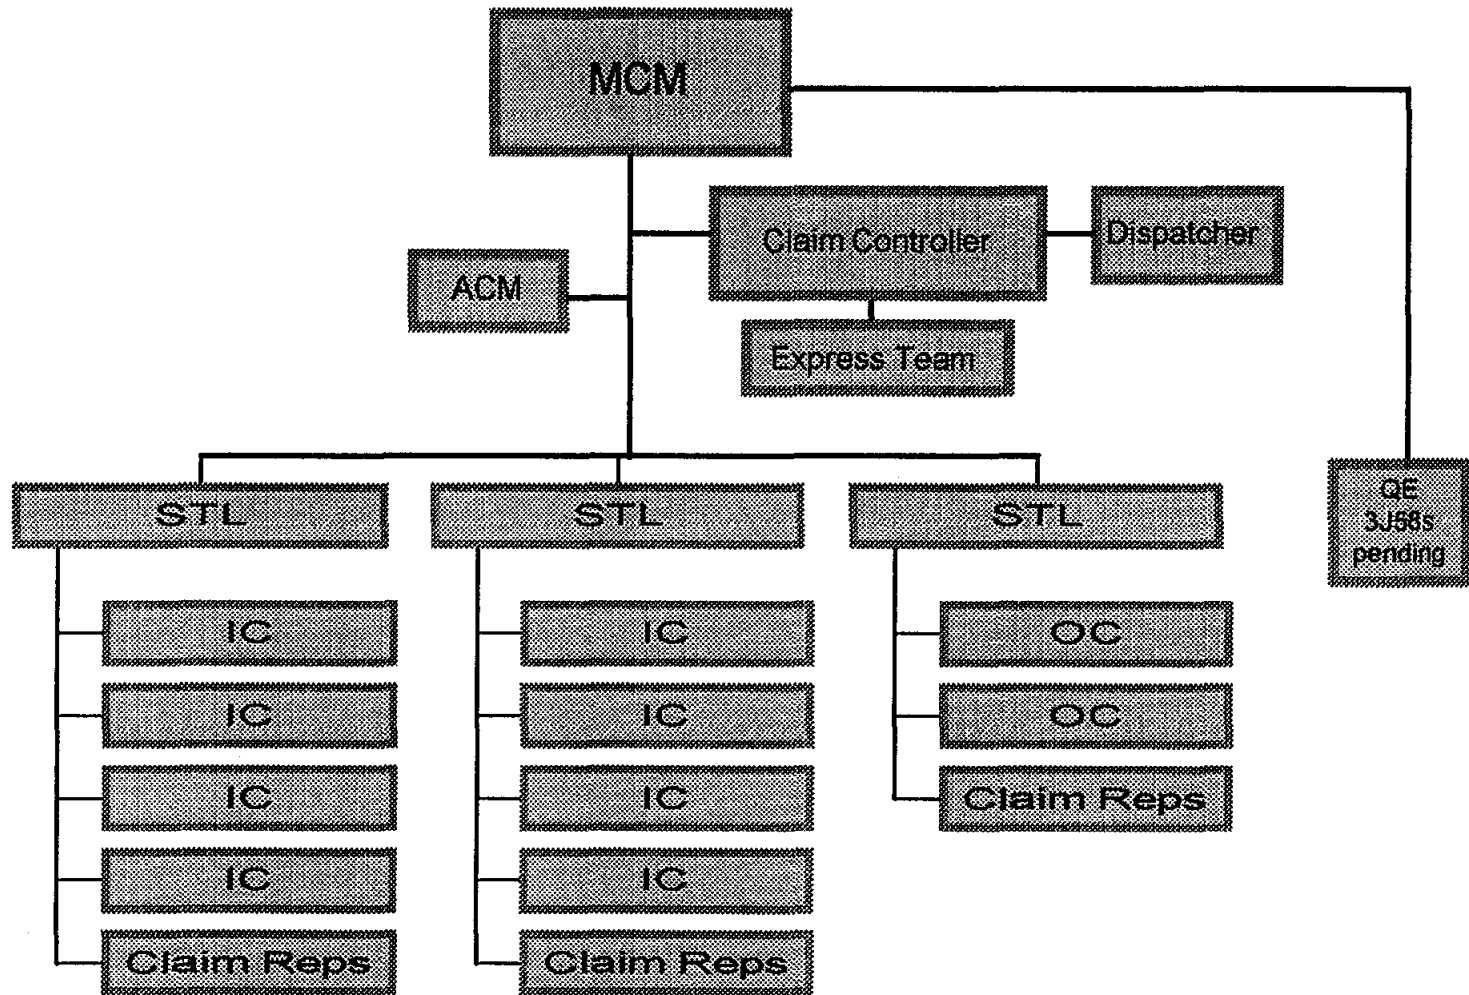 MCM
Claim Controller
Dispatcher
ACM
Express Team
STL
STL
STL
QE
3J58s
pending
IC
IC
IC
IC
Claim Reps
IC
IC
IC
IC
Claim Reps
OC
OC
Claim Reps